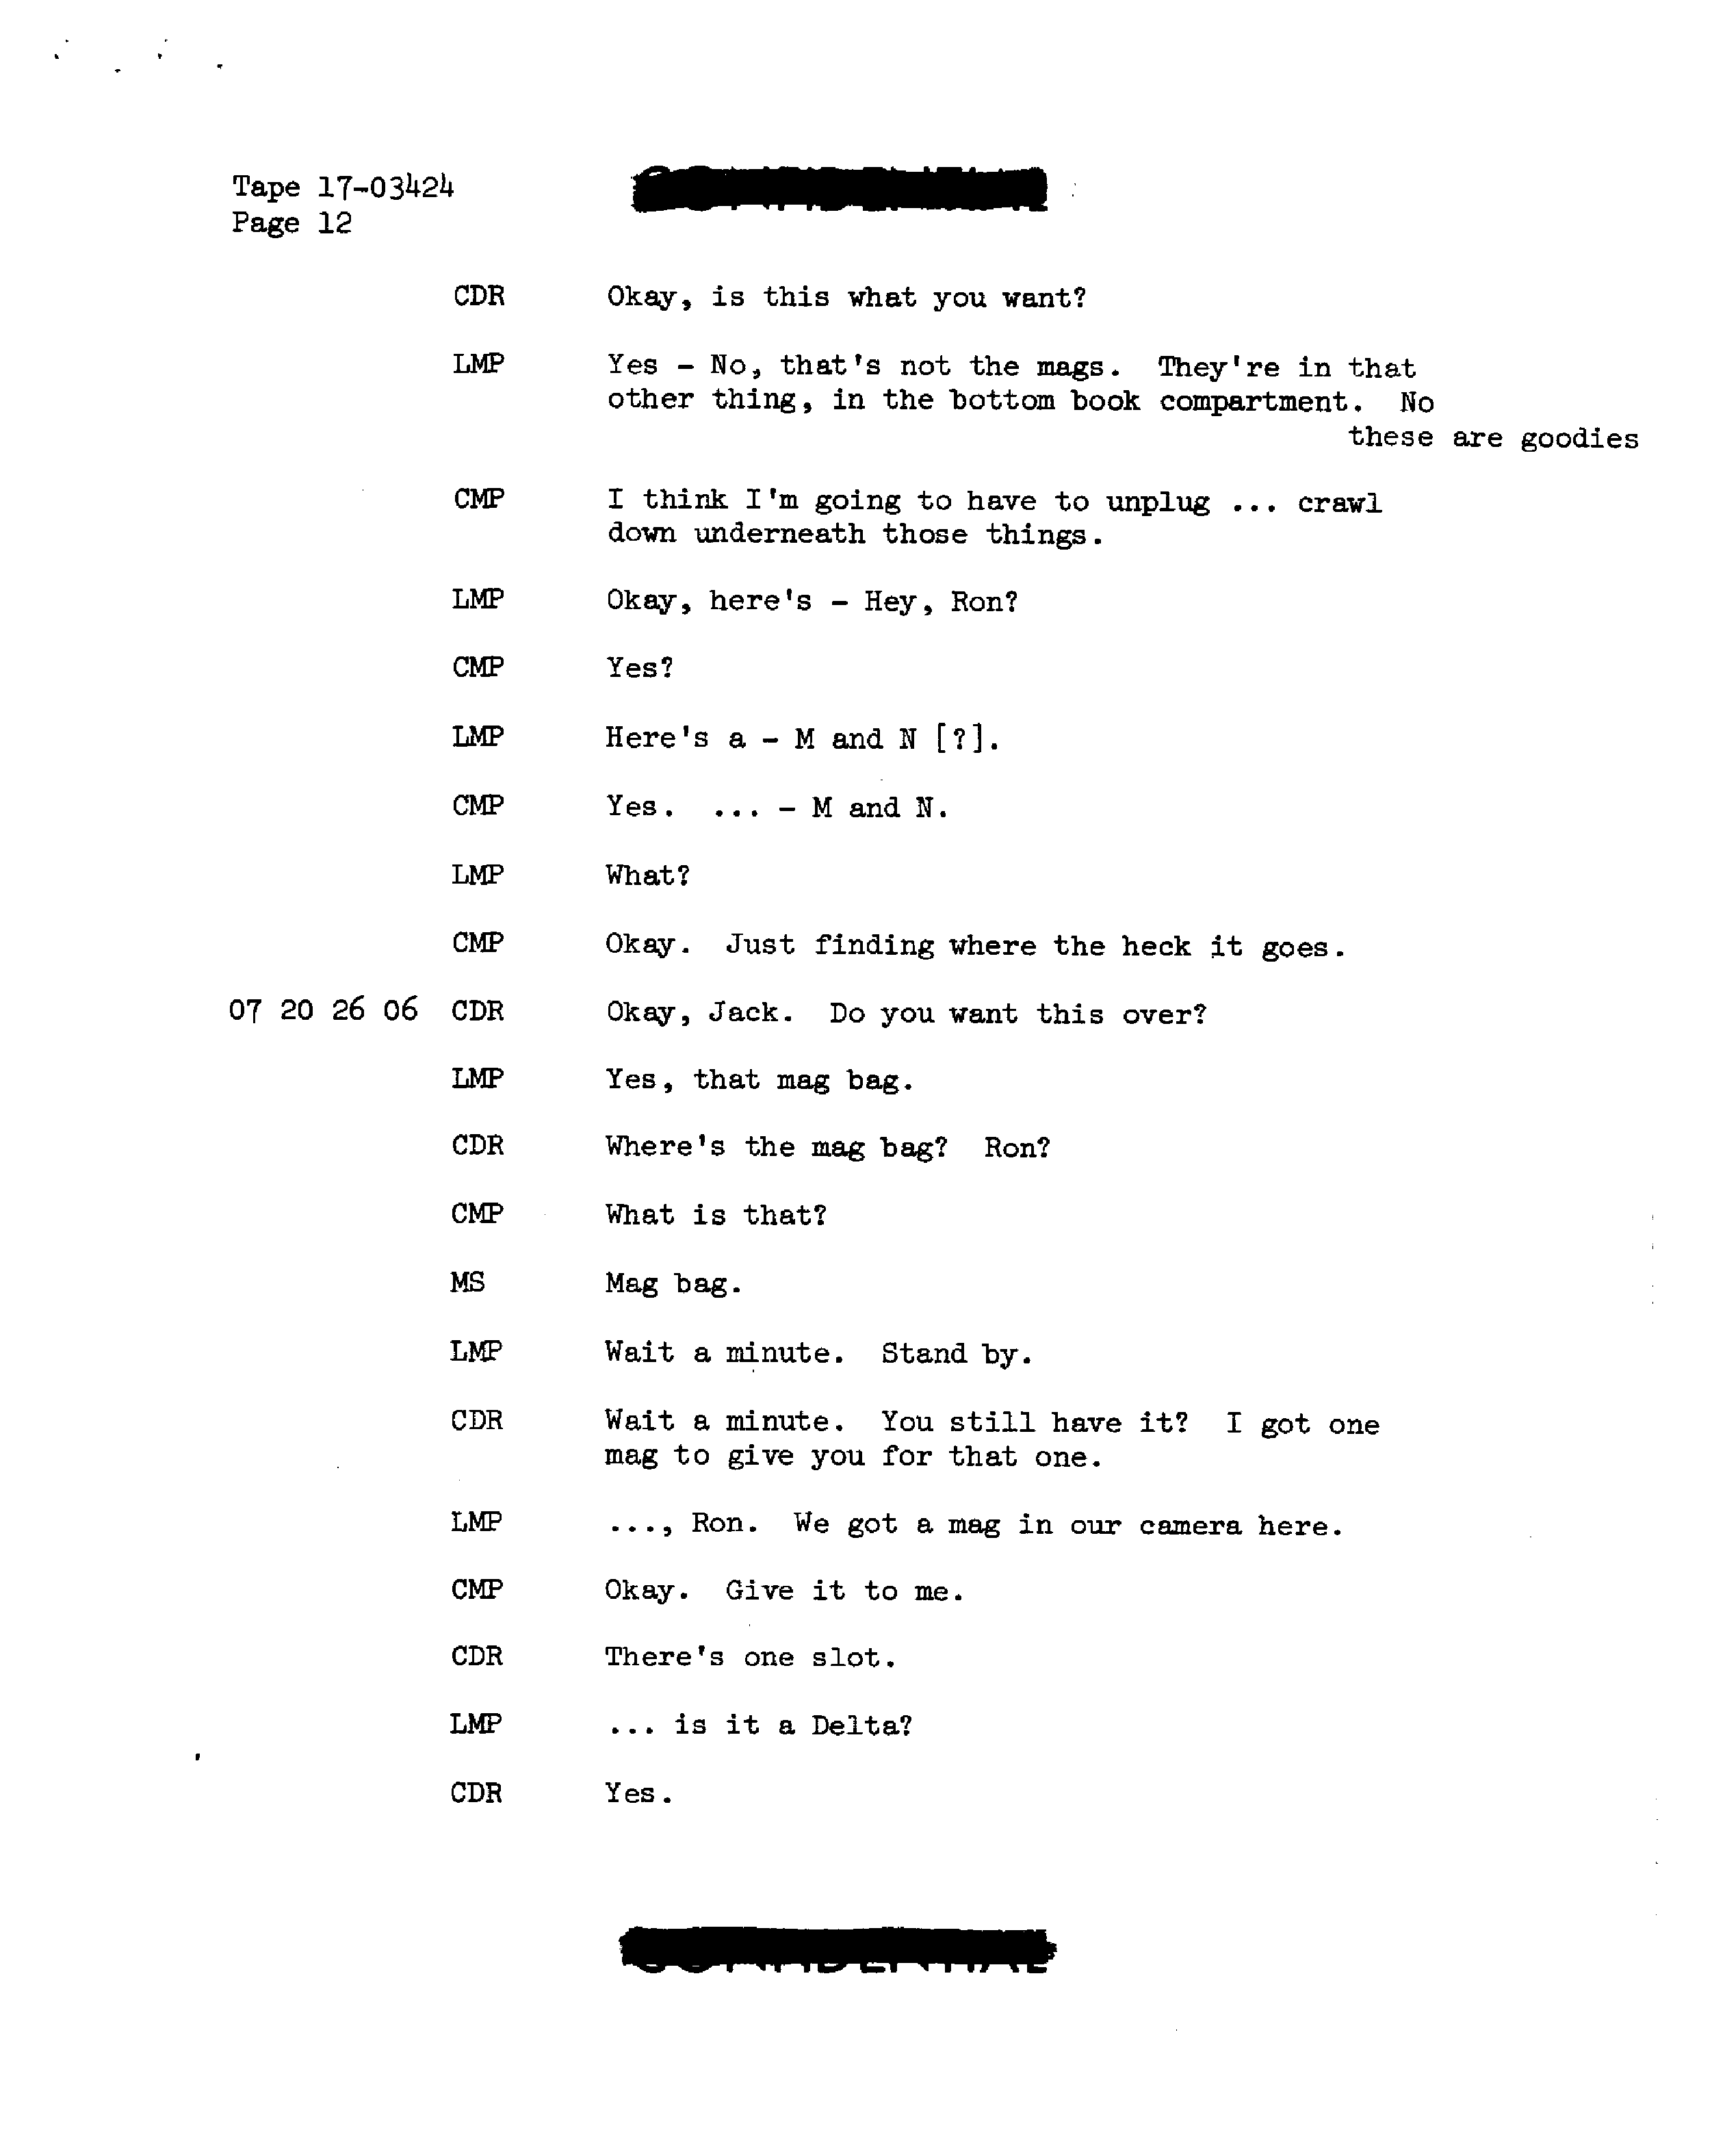 Tape 17-03424
Page 12
CDR Okay, is this what you want?
LMP Yes - No, that's not the mags. They're in that
other thing, in the bottom book compartment. No
these are goodies
CMP I think I'm going to have to unplug ... crawl
down underneath those things.
LMP Okay, here's - Hey, Ron?
CMP Yes?
LMP Here's a - M and N [?].
CMP Yes. ... - M and N.
LMP What?
CMP Okay. Just finding where the heck it goes.
07 20 26 06 CDR Okay, Jack. Do you want this over?
LMP Yes, that mag bag.
CDR Where's the mag bag? Ron?
CMP What is that?
MS Mag bag.
LMP Wait a minute. Stand by.
CDR Wait a minute. You still have it? I got one
mag to give you for that one.
LMP ..., Ron. We got a mag in our camera here.
CMP Okay. Give it to me.
CDR There's one slot.
LMP ... is it a Delta?
CDR Yes.